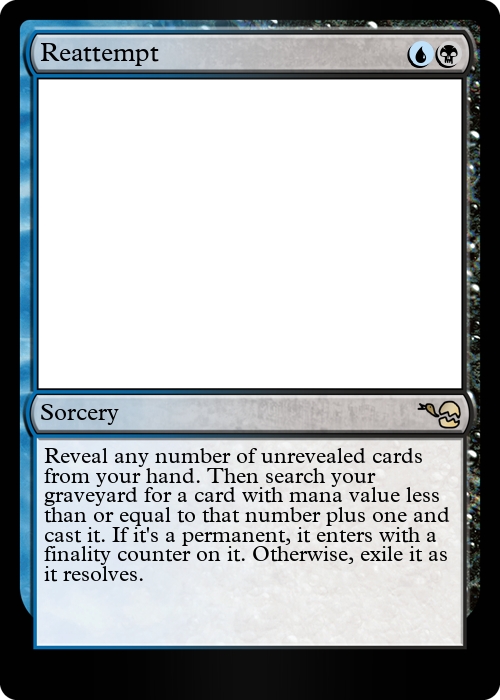 Reattempt
Sorcery
Reveal any number of unrevealed cards
from your hand. Then search your
graveyard for a card with mana value less
than or equal to that number plus one and
cast it. If it's a permanent, it enters with a
finality counter on it. Otherwise, exile it as
it resolves.